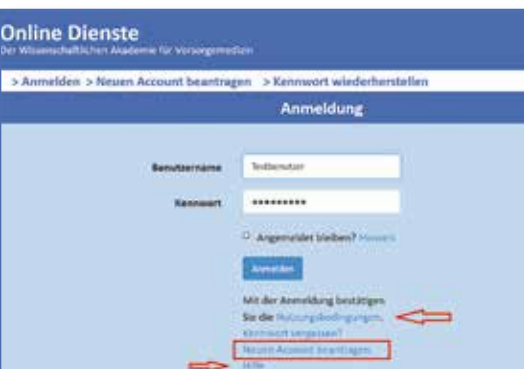 Online Dienste
Der Wissenschaftlichen Akademie für Vorsorgemedizin
> Anmelden > Neuen Account beantragen > Kennwort wiederherstellen
Anmeldung
Benutzername Testbenutzer
Kennwort •••••••••
Angemeldet bleiben? Hinweis
Anmelden
Mit der Anmeldung bestätigen
Sie die Nutzungsbedingungen.
Kennwort vergessen?
Neuen Account beantragen.
Hilfe